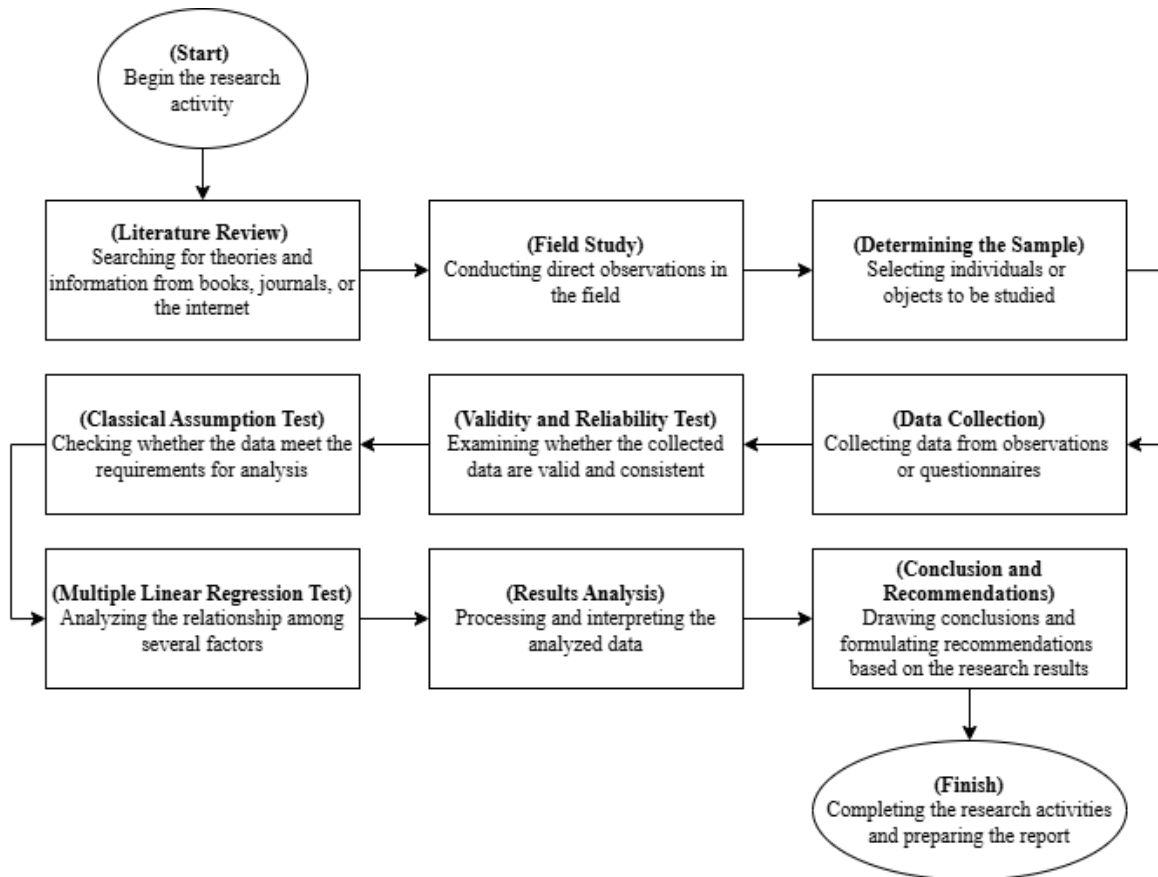 (Start)
Begin the research
activity
(Literature Review)
Searching for theories and
information from books, journals, or
the internet
(Field Study)
Conducting direct observations in
the field
(Determining the Sample)
Selecting individuals or
objects to be studied
(Data Collection)
Collecting data from observations
or questionnaires
(Validity and Reliability Test)
Examining whether the collected
data are valid and consistent
(Classical Assumption Test)
Checking whether the data meet the
requirements for analysis
(Multiple Linear Regression Test)
Analyzing the relationship among
several factors
(Results Analysis)
Processing and interpreting the
analyzed data
(Conclusion and
Recommendations)
Drawing conclusions and
formulating recommendations
based on the research results
(Finish)
Completing the research activities
and preparing the report